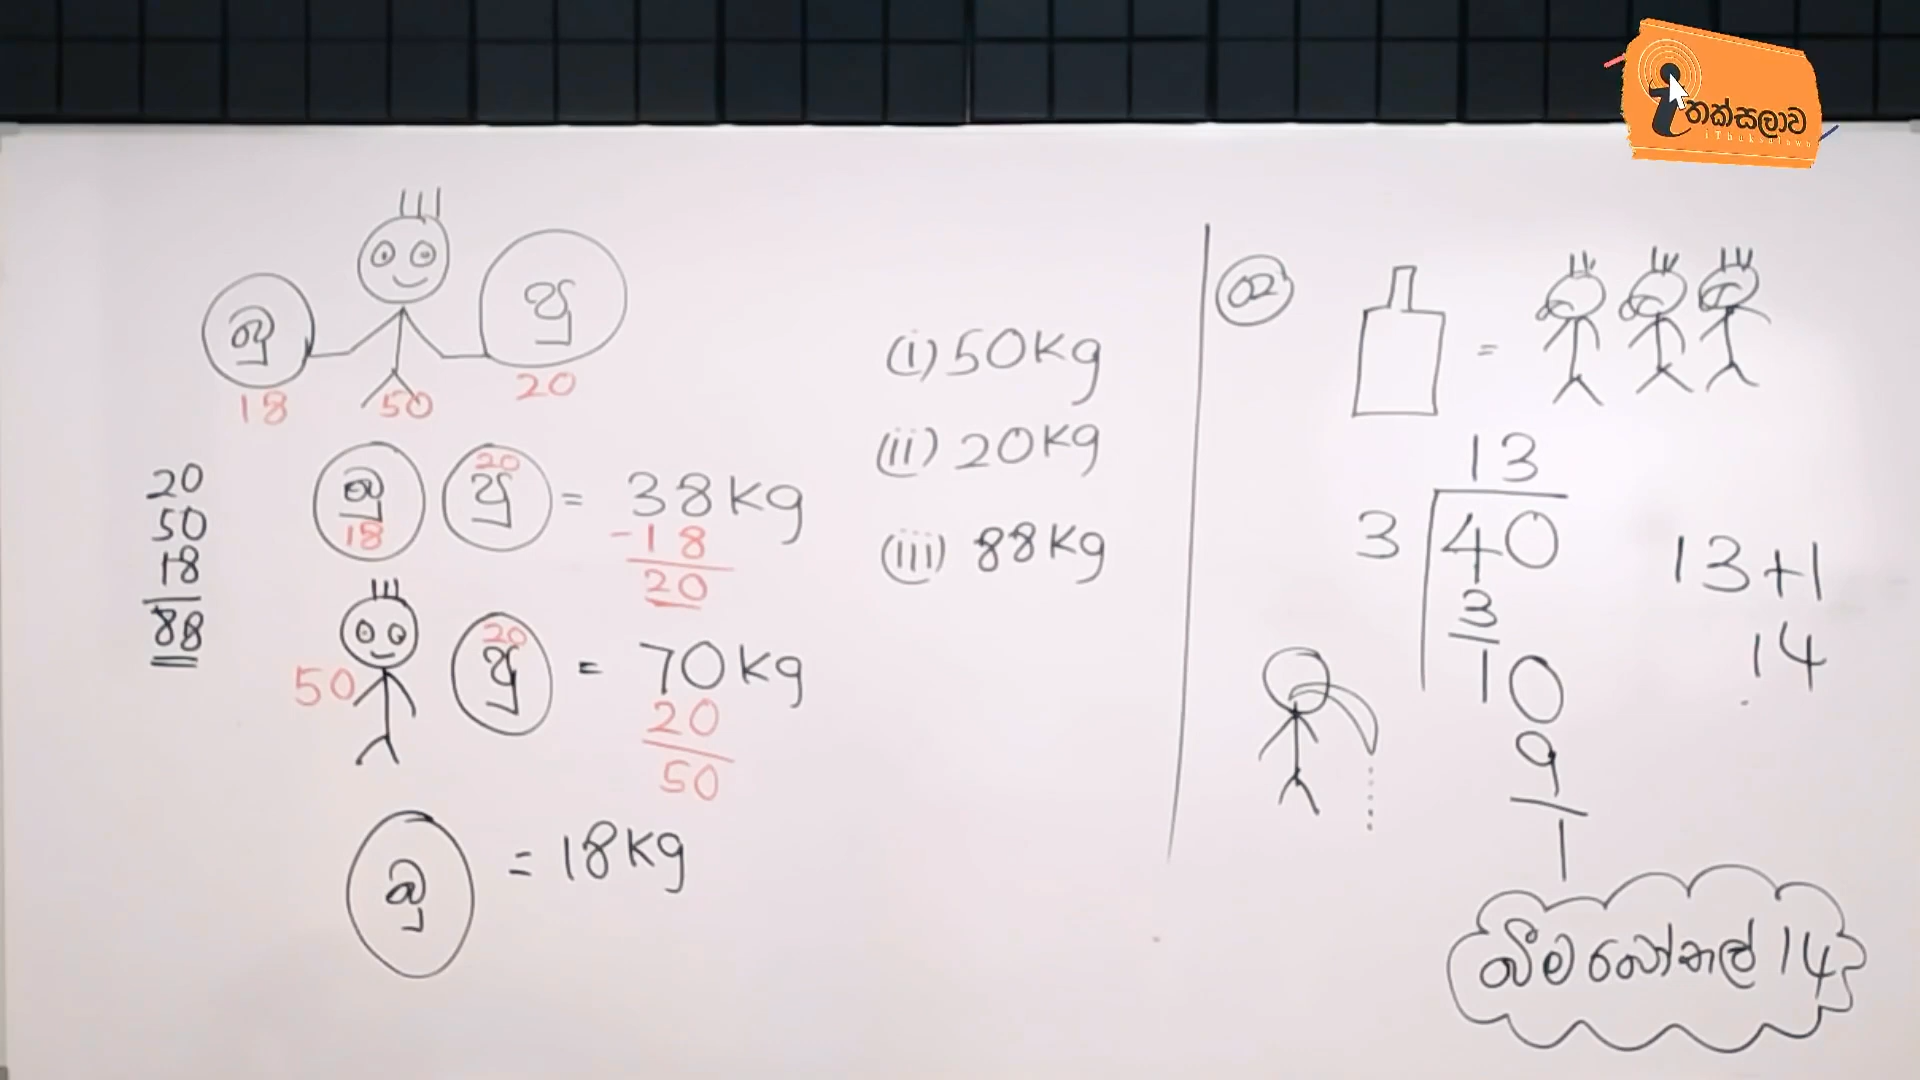 තක්සලාව
iThaksalawa
බු
පු
18
50
20
බු 18 පු 20 = 38kg
-18
20
50 පු 20 = 70kg
20
50
බු = 18kg
20
50
18
88
(i) 50kg
(ii) 20kg
(iii) 88kg
02
=
13
3 40
3
10
9
1
13+1
14
බීම බෝතල් 14